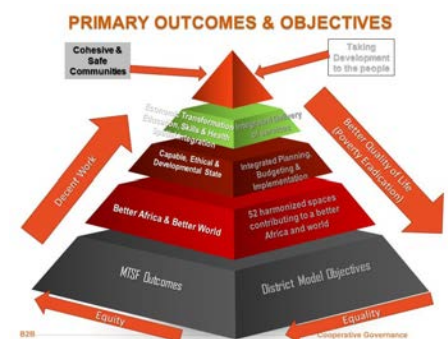 PRIMARY OUTCOMES & OBJECTIVES
Cohesive &
Safe
Communities
Taking
Development
to the people
Economic Transformation
Education, Skills & Health
Integration
Integrated Delivery
Capable, Ethical &
Developmental State
Integrated Planning,
Budgeting &
Implementation
Better Africa & Better World
52 harmonized spaces
contributing to a better
Africa and world
MTSF Outcomes
District Model Objectives
Decent Work
Better Quality of Life
(Poverty Eradication)
Equity
Equality
B2B
Cooperative Governance